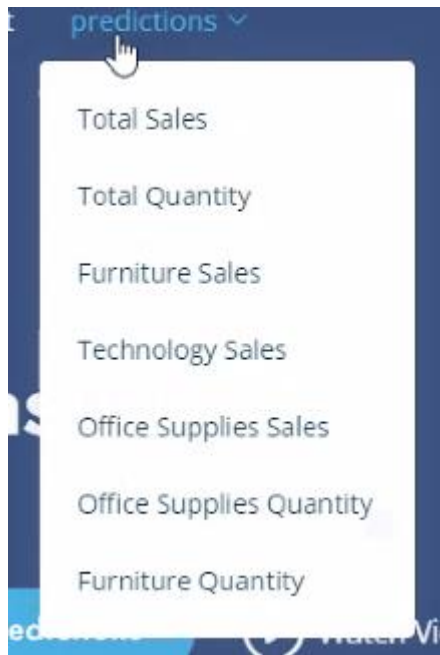 predictions
Total Sales
Total Quantity
Furniture Sales
Technology Sales
Office Supplies Sales
Office Supplies Quantity
Furniture Quantity